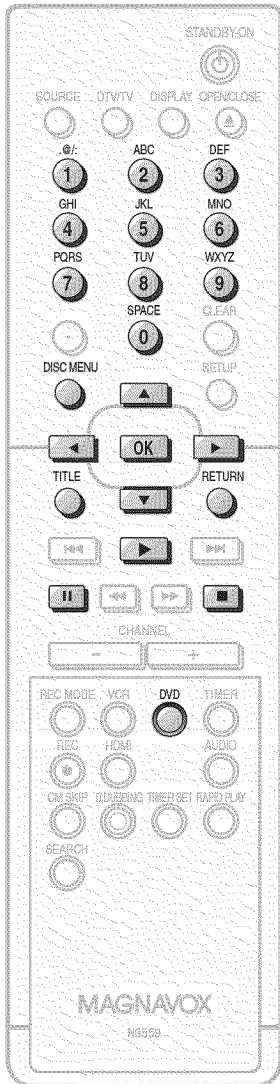 STANDBY-ON
SOURCE DTV/TV DISPLAY OPEN/CLOSE
.@/: ABC DEF
1 2 3
GHI JKL MNO
4 5 6
PQRS TUV WXYZ
7 8 9
SPACE CLEAR
0
DISC MENU SETUP
OK
TITLE RETURN
CHANNEL
- +
REC MODE VCR DVD TIMER
REC HDMI AUDIO
CM SKIP D.DUBBING TIMER SET RAPID PLAY
SEARCH
MAGNAVOX